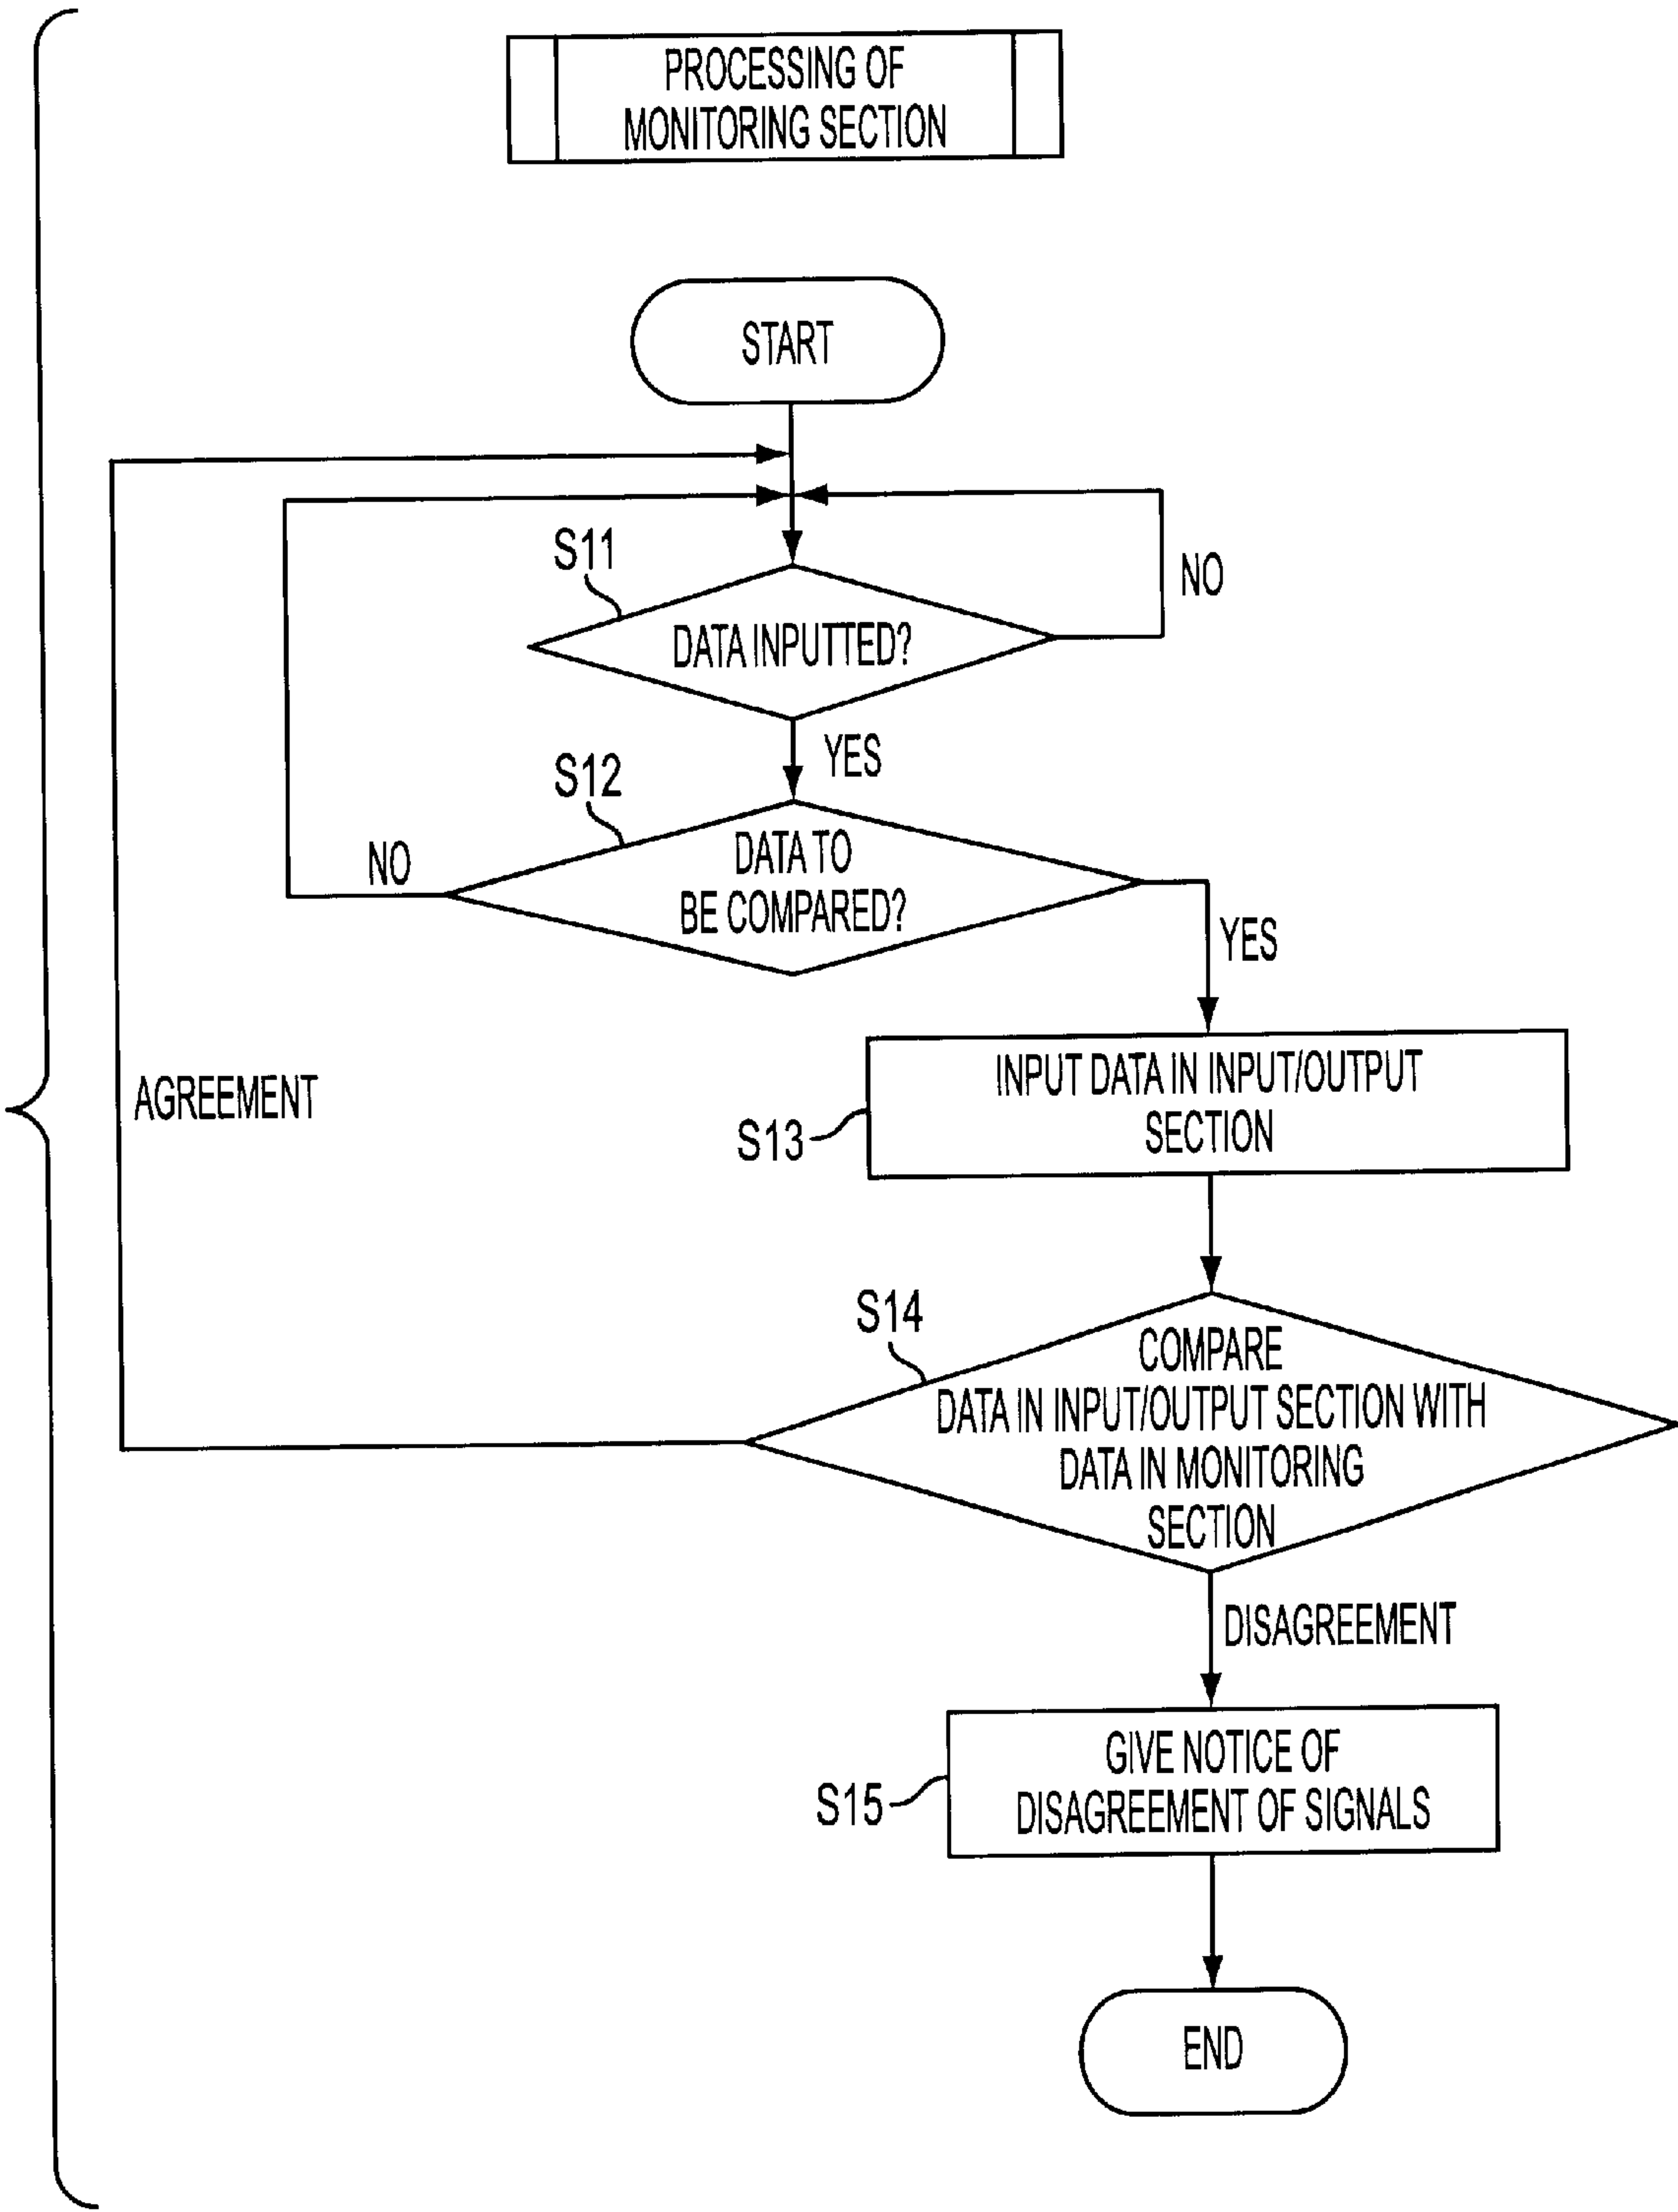 PROCESSING OF
MONITORING SECTION
START
S11
NO
DATA INPUTTED?
YES
S12
NO
DATA TO
BE COMPARED?
YES
AGREEMENT
INPUT DATA IN INPUT/OUTPUT
SECTION
S13
S14
COMPARE
DATA IN INPUT/OUTPUT SECTION WITH
DATA IN MONITORING
SECTION
DISAGREEMENT
GIVE NOTICE OF
DISAGREEMENT OF SIGNALS
S15
END